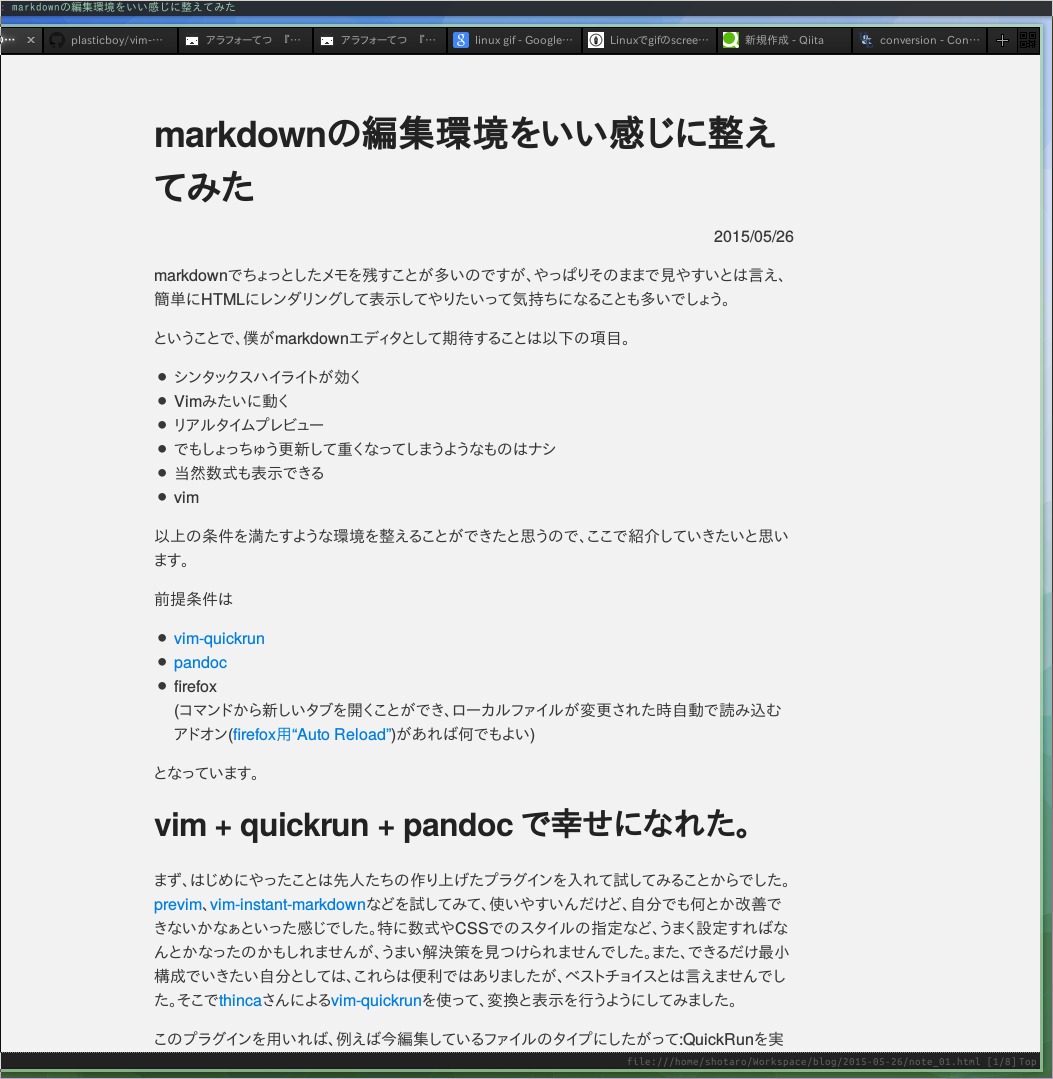 markdownの編集環境をいい感じに整えてみた
plasticboy/vim-…
アラフォーてつ 『…
アラフォーてつ 『…
linux gif - Google…
Linuxでgifのscree…
新規作成 - Qiita
conversion - Con…
markdownの編集環境をいい感じに整え
てみた
2015/05/26
markdownでちょっとしたメモを残すことが多いのですが、やっぱりそのままで見やすいとは言え、
簡単にHTMLにレンダリングして表示してやりたいって気持ちになることも多いでしょう。
ということで、僕がmarkdownエディタとして期待することは以下の項目。
● シンタックスハイライトが効く
● Vimみたいに動く
● リアルタイムプレビュー
● でもしょっちゅう更新して重くなってしまうようなものはナシ
● 当然数式も表示できる
● vim
以上の条件を満たすような環境を整えることができたと思うので、ここで紹介していきたいと思い
ます。
前提条件は
● vim-quickrun
● pandoc
● firefox
(コマンドから新しいタブを開くことができ、ローカルファイルが変更された時自動で読み込む
アドオン(firefox用“Auto Reload”)があれば何でもよい)
となっています。
vim + quickrun + pandoc で幸せになれた。
まず、はじめにやったことは先人たちの作り上げたプラグインを入れて試してみることからでした。
previm、vim-instant-markdownなどを試してみて、使いやすいんだけど、自分でも何とか改善で
きないかなぁといった感じでした。特に数式やCSSでのスタイルの指定など、うまく設定すればな
んとかなったのかもしれませんが、うまい解決策を見つけられませんでした。また、できるだけ最小
構成でいきたい自分としては、これらは便利ではありましたが、ベストチョイスとは言えませんでし
た。そこでthincaさんによるvim-quickrunを使って、変換と表示を行うようにしてみました。
このプラグインを用いれば、例えば今編集しているファイルのタイプにしたがって:QuickRunを実
file:///home/shotaro/Workspace/blog/2015-05-26/note_01.html [1/8]Top